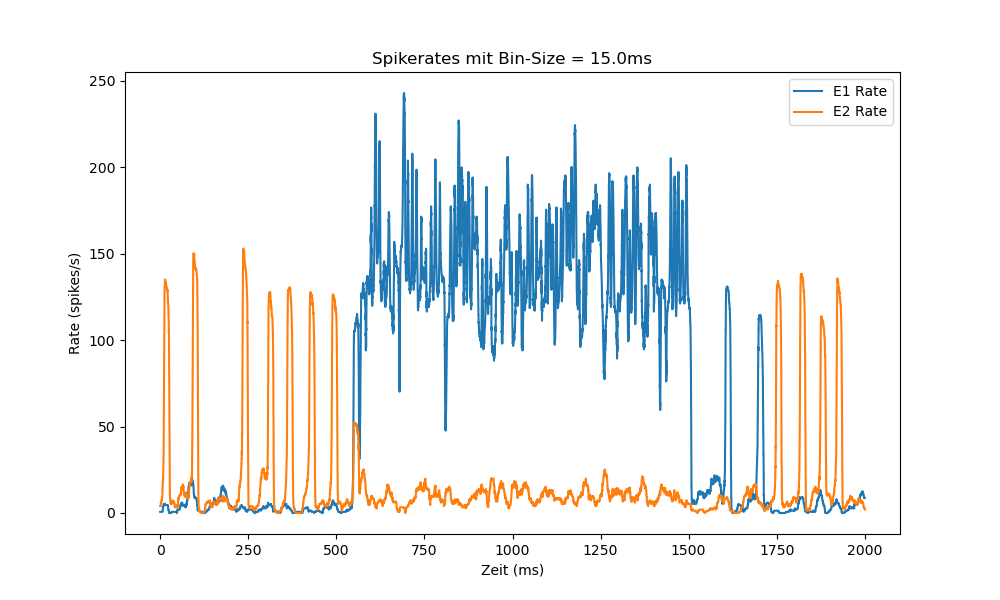 Spikerates mit Bin-Size = 15.0ms
E1 Rate
E2 Rate
250
200
150
100
50
0
Rate (spikes/s)
0 250 500 750 1000 1250 1500 1750 2000
Zeit (ms)